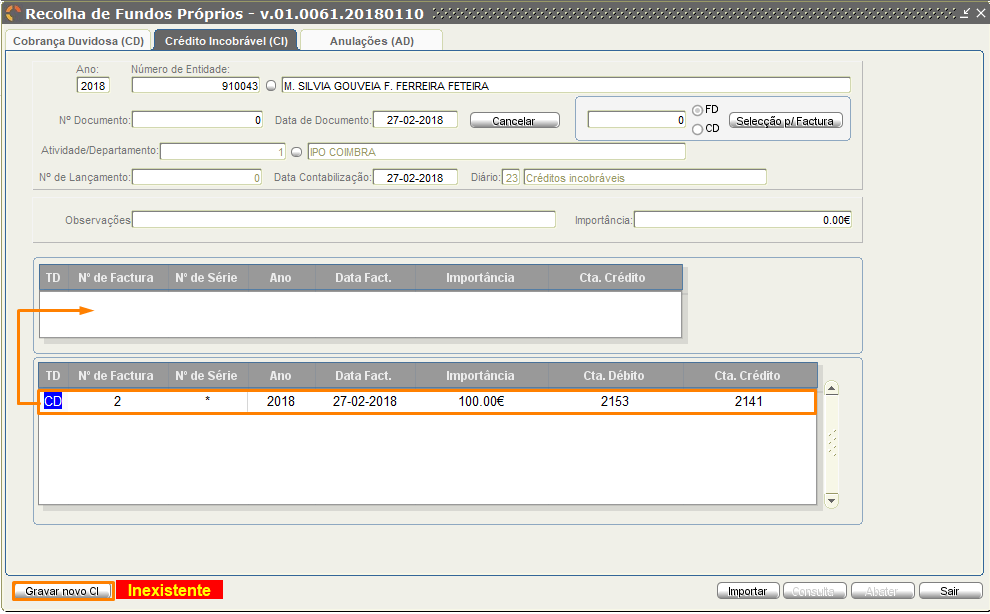 Recolha de Fundos Próprios - v.01.0061.20180110
Cobrança Duvidosa (CD) Crédito Incobrável (CI) Anulações (AD)
Ano: Número de Entidade:
2018 910043 M. SILVIA GOUVEIA F. FERREIRA FETEIRA
Nº Documento: 0 Data de Documento: 27-02-2018 Cancelar 0 FD CD Selecção p/ Factura
Atividade/Departamento: 1 IPO COIMBRA
Nº de Lançamento: 0 Data Contabilização: 27-02-2018 Diário: 23 Créditos incobráveis
Observações Importância: 0.00€
TD Nº de Factura Nº de Série Ano Data Fact. Importância Cta. Crédito
TD Nº de Factura Nº de Série Ano Data Fact. Importância Cta. Débito Cta. Crédito
CD 2 * 2018 27-02-2018 100.00€ 2153 2141
Gravar novo CI Inexistente Importar Consulta Abater Sair